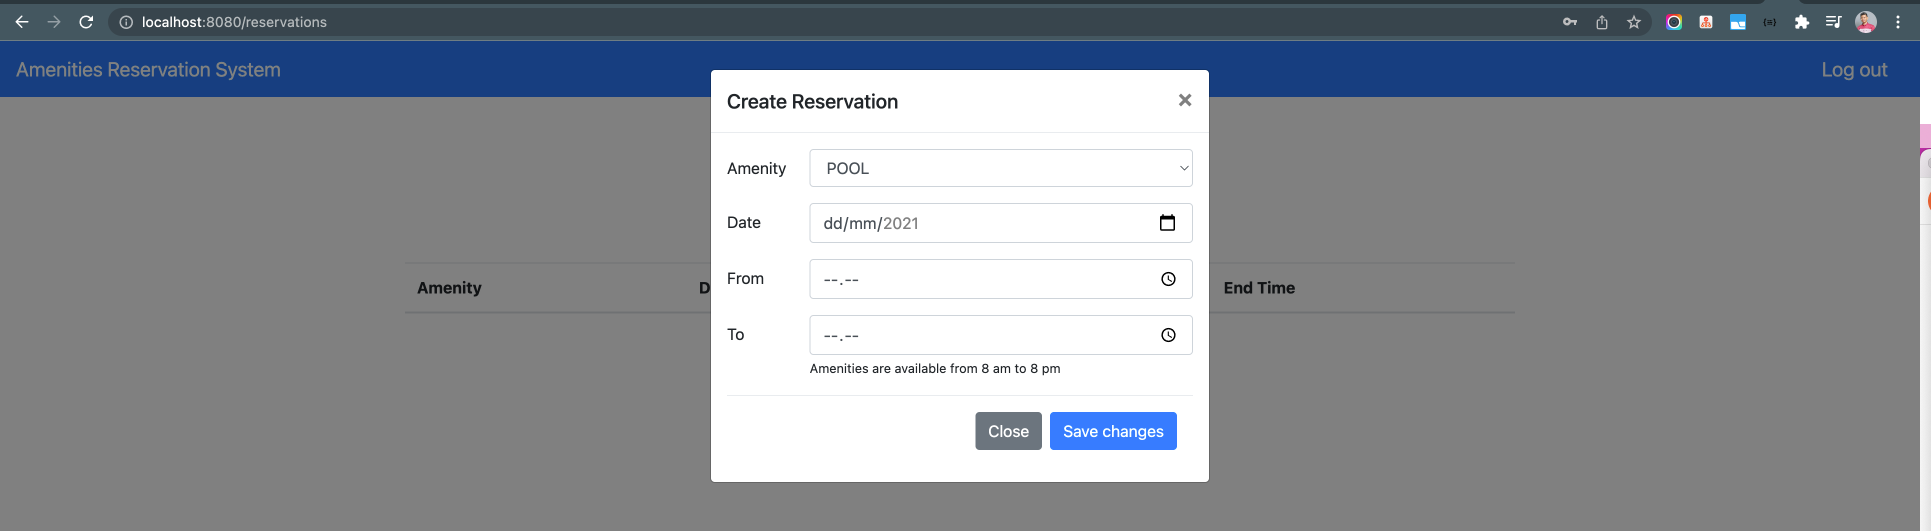 localhost:8080/reservations
Amenities Reservation System
Log out
Create Reservation
×
Amenity
POOL
Date
dd/mm/2021
From
--.--
To
--.--
Amenities are available from 8 am to 8 pm
Close
Save changes
Amenity
D
End Time